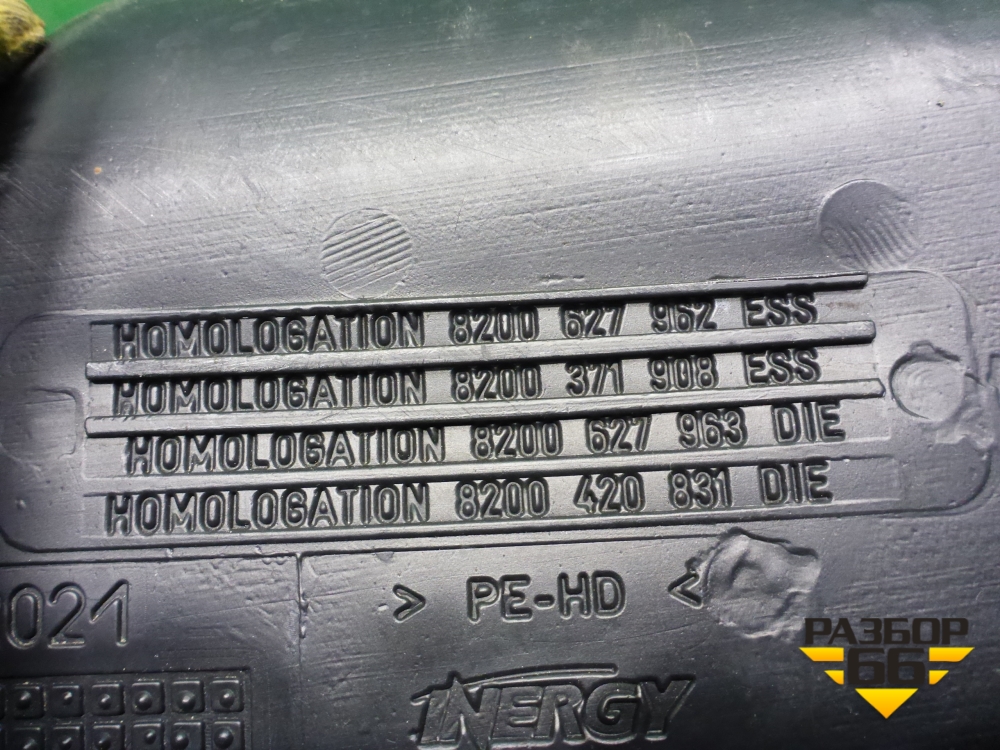 HOMOLOGATION 8200 627 962 ESS
HOMOLOGATION 8200 371 908 ESS
HOMOLOGATION 8200 627 963 DIE
HOMOLOGATION 8200 420 831 DIE
021
> PE-HD <
INERGY
РАЗБОР
66